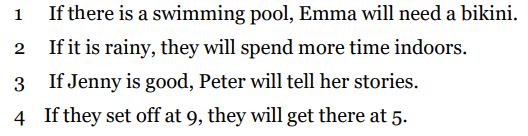 1 If there is a swimming pool, Emma will need a bikini.
2 If it is rainy, they will spend more time indoors.
3 If Jenny is good, Peter will tell her stories.
4 If they set off at 9, they will get there at 5.